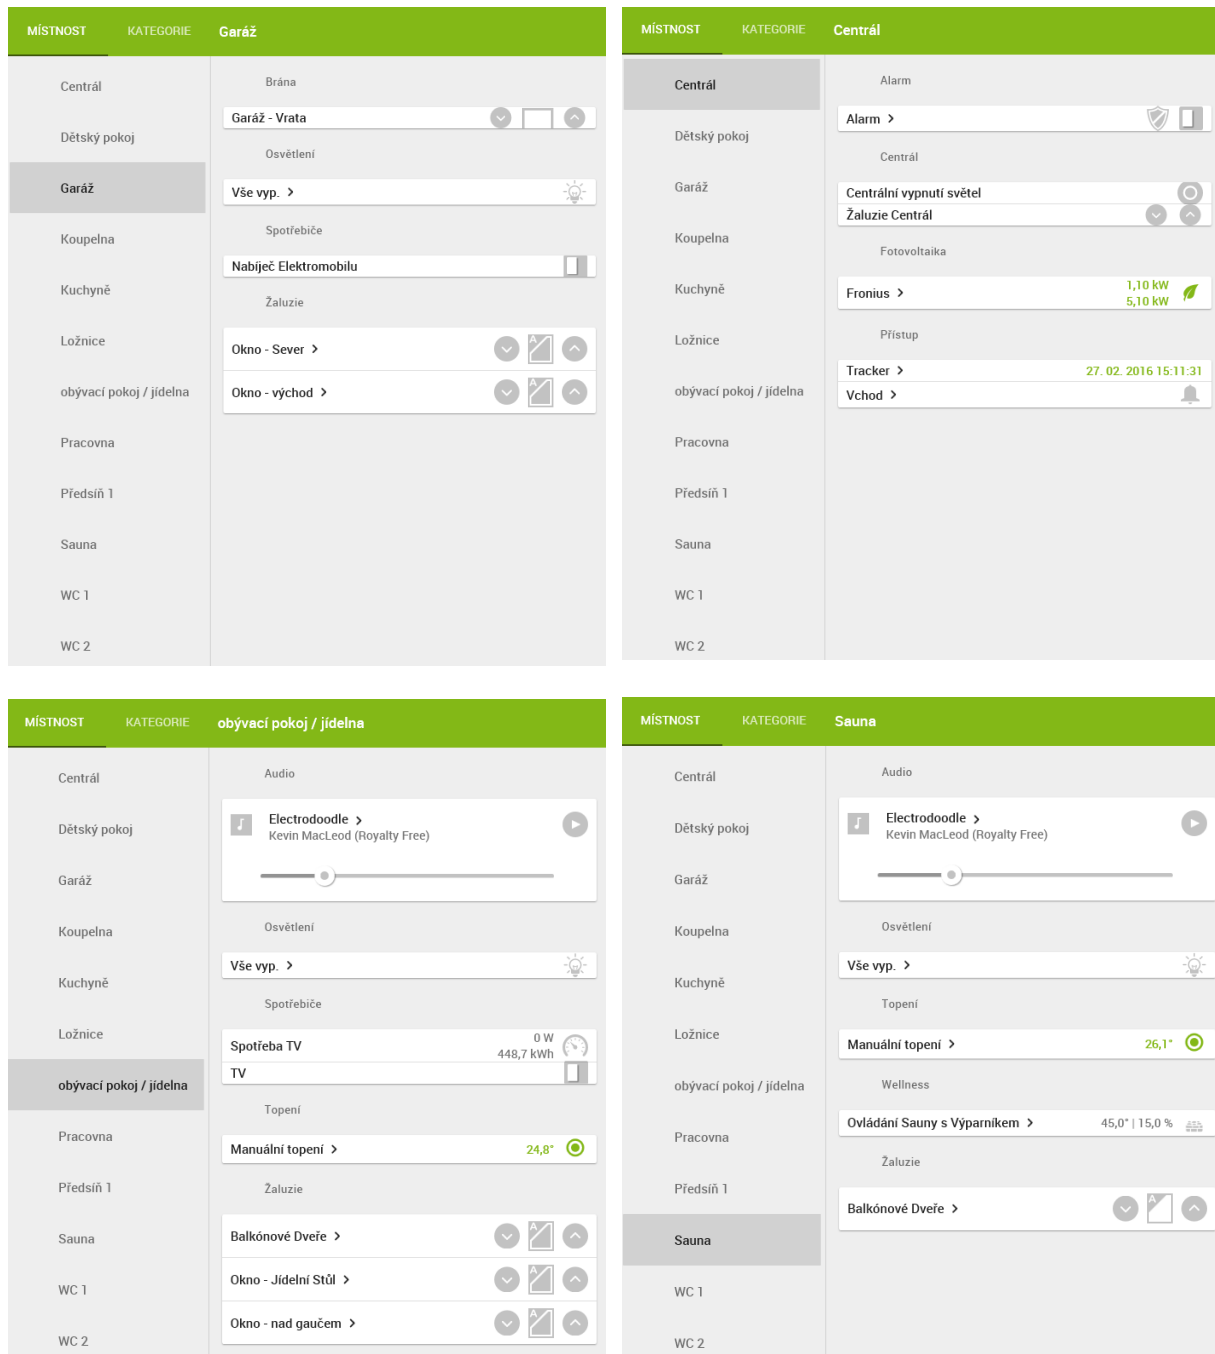 MÍSTNOST KATEGORIE Garáž
Centrál
Dětský pokoj
Garáž
Koupelna
Kuchyně
Ložnice
obývací pokoj / jídelna
Pracovna
Předsíň 1
Sauna
WC 1
WC 2
Brána
Garáž - Vrata
Osvětlení
Vše vyp.
Spotřebiče
Nabíječ Elektromobilu
Žaluzie
Okno - Sever
A
Okno - východ
A
MÍSTNOST KATEGORIE Centrál
Centrál
Dětský pokoj
Garáž
Koupelna
Kuchyně
Ložnice
obývací pokoj / jídelna
Pracovna
Předsíň 1
Sauna
WC 1
WC 2
Alarm
Alarm
Centrál
Centrální vypnutí světel
Žaluzie Centrál
Fotovoltaika
Fronius
1,10 kW
5,10 kW
Přístup
Tracker 27. 02. 2016 15:11:31
Vchod
MÍSTNOST KATEGORIE obývací pokoj / jídelna
Centrál
Dětský pokoj
Garáž
Koupelna
Kuchyně
Ložnice
obývací pokoj / jídelna
Pracovna
Předsíň 1
Sauna
WC 1
WC 2
Audio
Electrodoodle
Kevin MacLeod (Royalty Free)
Osvětlení
Vše vyp.
Spotřebiče
Spotřeba TV
0 W
448,7 kWh
TV
Topení
Manuální topení 24,8°
Žaluzie
Balkónové Dveře
A
Okno - Jídelní Stůl
A
Okno - nad gaučem
A
MÍSTNOST KATEGORIE Sauna
Centrál
Dětský pokoj
Garáž
Koupelna
Kuchyně
Ložnice
obývací pokoj / jídelna
Pracovna
Předsíň 1
Sauna
WC 1
WC 2
Audio
Electrodoodle
Kevin MacLeod (Royalty Free)
Osvětlení
Vše vyp.
Topení
Manuální topení 26,1°
Wellness
Ovládání Sauny s Výparníkem 45,0° | 15,0 %
Žaluzie
Balkónové Dveře
A